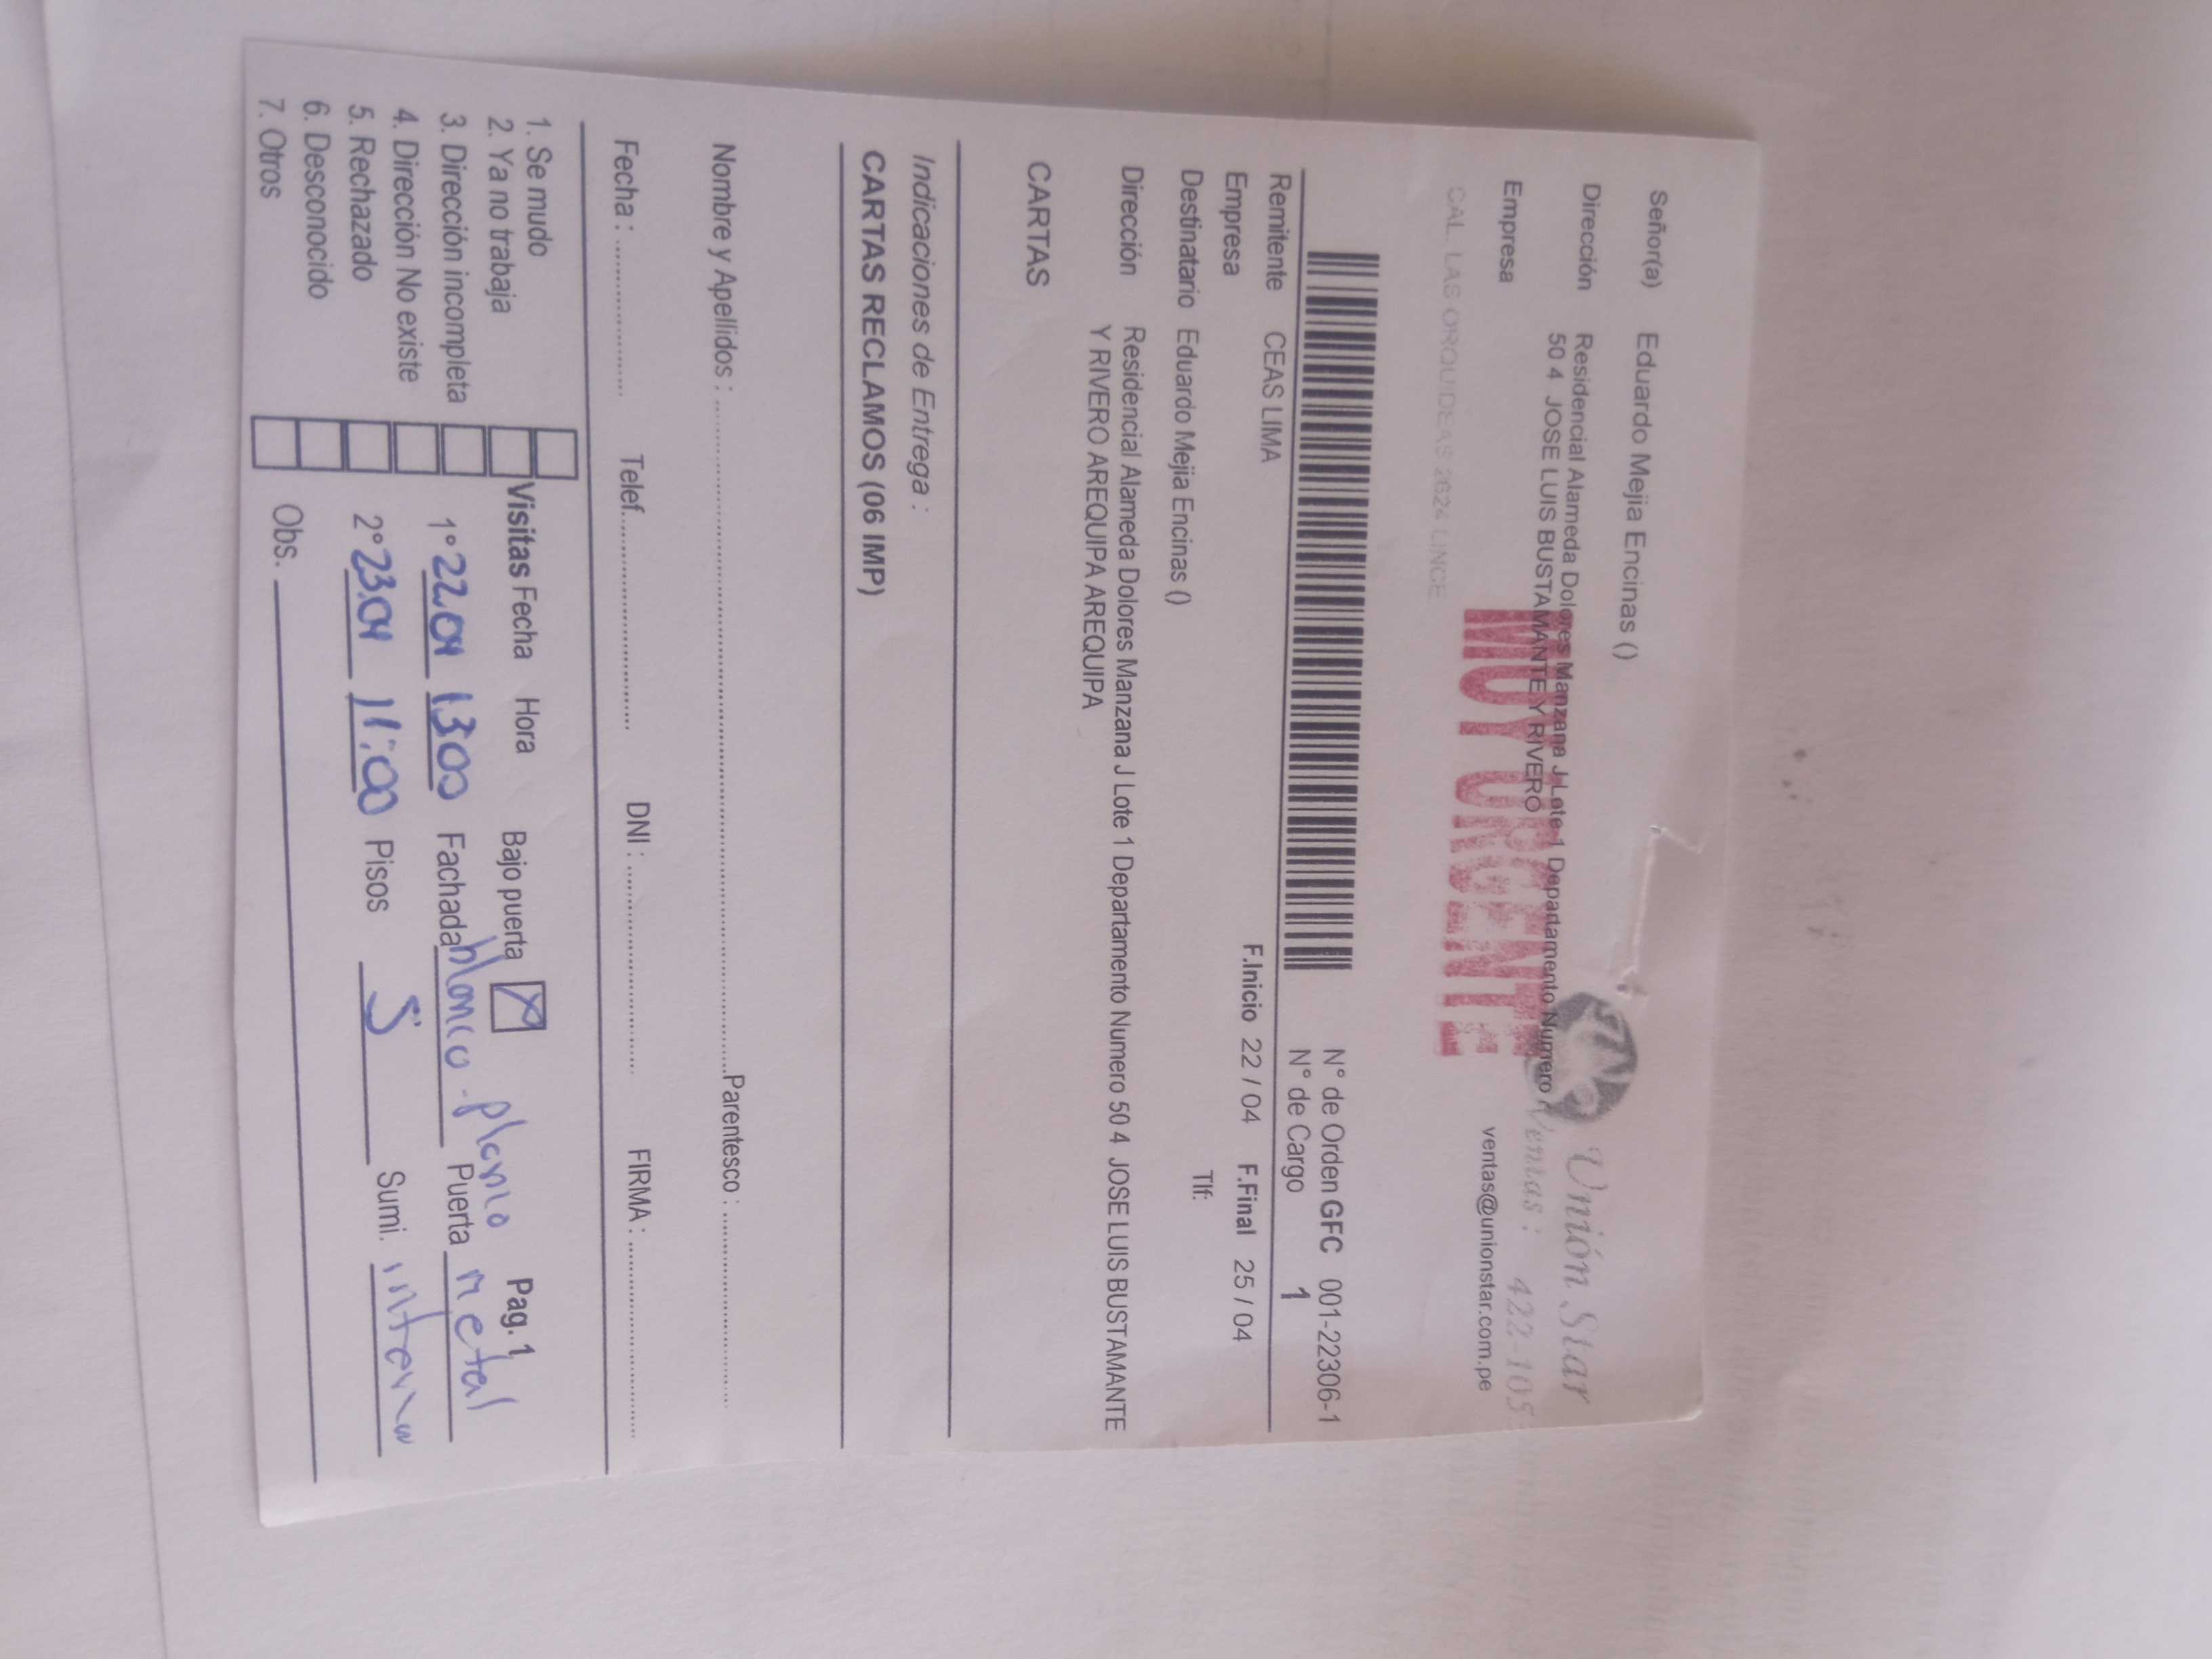 Señor(a) Eduardo Mejia Encinas ()
Unión Star
Dirección Residencial Alameda Dolores Manzana J Lote 1 Departamento Numero
50 4 JOSE LUIS BUSTAMANTE Y RIVERO
Ventas: 422-105
MUY URGENTE
Empresa
ventas@unionstar.com.pe
CAL. LAS ORQUIDEAS 2624 LINCE
N° de Orden GFC 001-22306-1
N° de Cargo 1
Remitente CEAS LIMA
Empresa
F.Inicio 22 / 04 F.Final 25 / 04
Destinatario Eduardo Mejia Encinas ()
Tlf:
Dirección Residencial Alameda Dolores Manzana J Lote 1 Departamento Numero 50 4 JOSE LUIS BUSTAMANTE
Y RIVERO AREQUIPA AREQUIPA
CARTAS
Indicaciones de Entrega :
CARTAS RECLAMOS (06 IMP)
Nombre y Apellidos : Parentesco :
Fecha : Telef. DNI : FIRMA :
1. Se mudo
2. Ya no trabaja
3. Dirección incompleta
4. Dirección No existe
5. Rechazado
6. Desconocido
7. Otros
Visitas Fecha Hora Bajo puerta X Pag. 1
1° 22.04 1300 Fachada blanco - plomo Puerta metal
2° 23.04 11:00 Pisos 5 Sumi. interno
Obs.